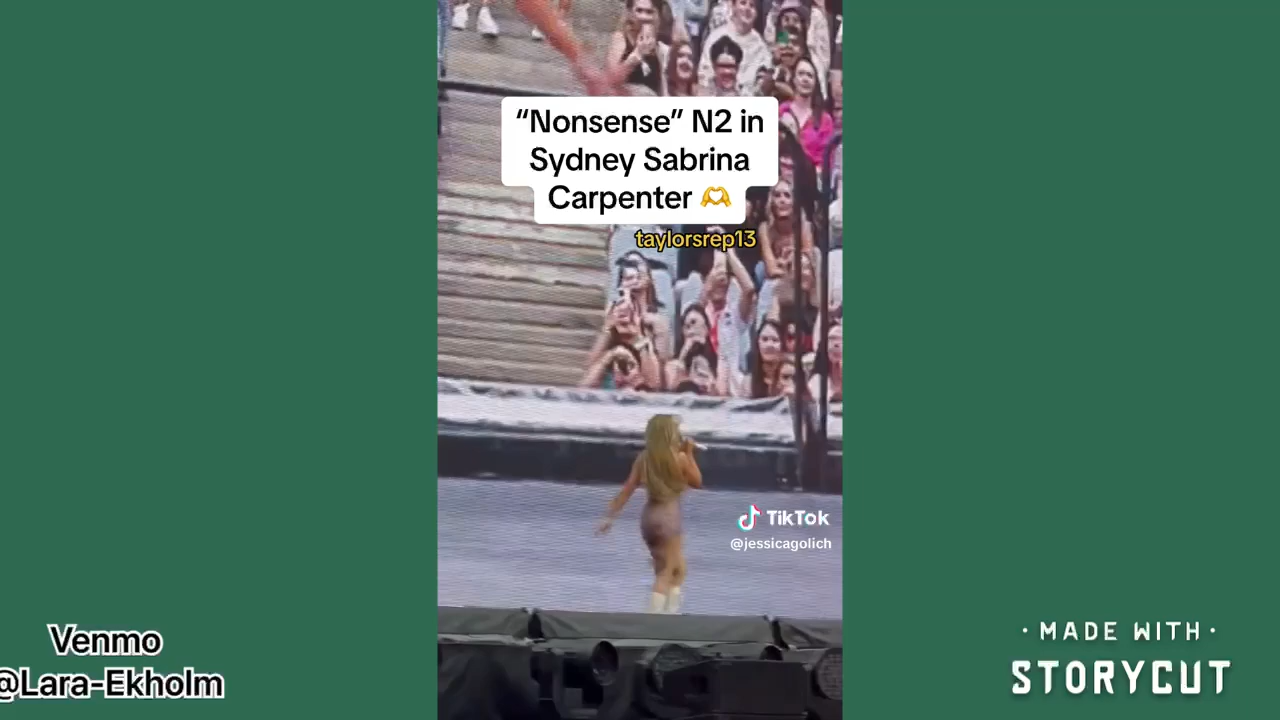 “Nonsense” N2 in
Sydney Sabrina
Carpenter 🫶
taylorsrep13
TikTok
@jessicagolich
Venmo
@Lara-Ekholm
· MADE WITH ·
STORYCUT